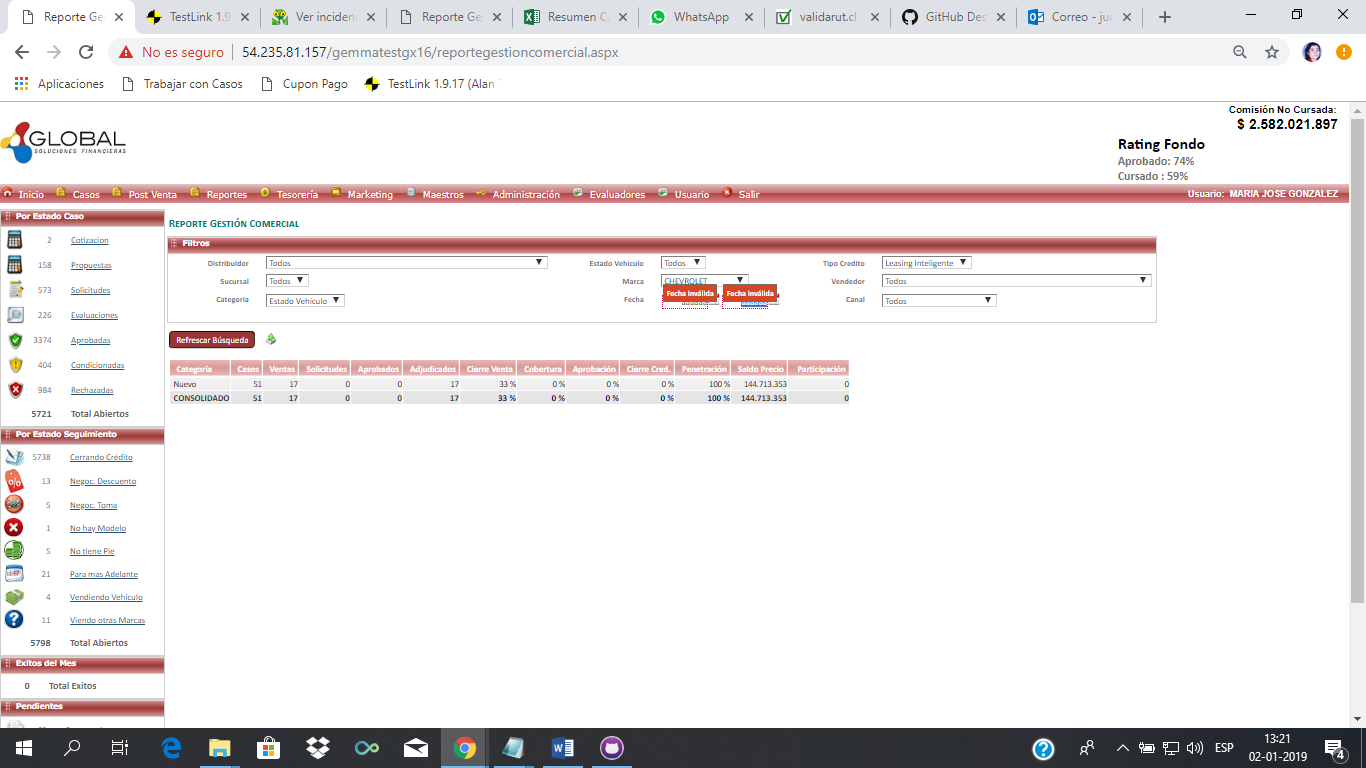 Reporte Ges
TestLink 1.9
Ver inciden
Reporte Ges
Resumen C
WhatsApp
validarut.cl
GitHub Des
Correo - juc
No es seguro
54.235.81.157/gemmatestgx16/reportegestioncomercial.aspx
Aplicaciones
Trabajar con Casos
Cupon Pago
TestLink 1.9.17 (Alan
Comisión No Cursada:
$ 2.582.021.897
GLOBAL
SOLUCIONES FINANCIERAS
Rating Fondo
Aprobado: 74%
Cursado : 59%
Inicio Casos Post Venta Reportes Tesorería Marketing Maestros Administración Evaluadores Usuario Salir
Usuario: MARIA JOSE GONZALEZ
Por Estado Caso
2 Cotizacion
158 Propuestas
573 Solicitudes
226 Evaluaciones
3374 Aprobadas
404 Condicionadas
984 Rechazadas
5721 Total Abiertos
Por Estado Seguimiento
5738 Cerrando Crédito
13 Negoc. Descuento
5 Negoc. Toma
1 No hay Modelo
5 No tiene Pie
21 Para mas Adelante
4 Vendiendo Vehículo
11 Viendo otras Marcas
5798 Total Abiertos
Exitos del Mes
0 Total Exitos
Pendientes
REPORTE GESTIÓN COMERCIAL
Filtros
Distribuidor Todos Estado Vehículo Todos Tipo Credito Leasing Inteligente
Sucursal Todos Marca CHEVROLET Vendedor Todos
Fecha Inválida Fecha Inválida
Categoria Estado Vehículo Fecha Canal Todos
Refrescar Búsqueda
Categoría Casos Ventas Solicitudes Aprobados Adjudicados Cierre Venta Cobertura Aprobación Cierre Cred. Penetración Saldo Precio Participación
Nuevo 51 17 0 0 17 33 % 0 % 0 % 0 % 100 % 144.713.353 0
CONSOLIDADO 51 17 0 0 17 33 % 0 % 0 % 0 % 100 % 144.713.353 0
ESP
13:21
02-01-2019
4